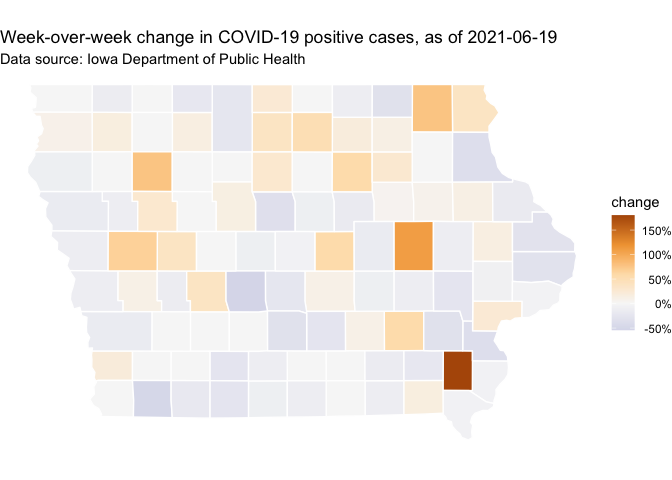 Week-over-week change in COVID-19 positive cases, as of 2021-06-19
Data source: Iowa Department of Public Health
change
150%
100%
50%
0%
-50%